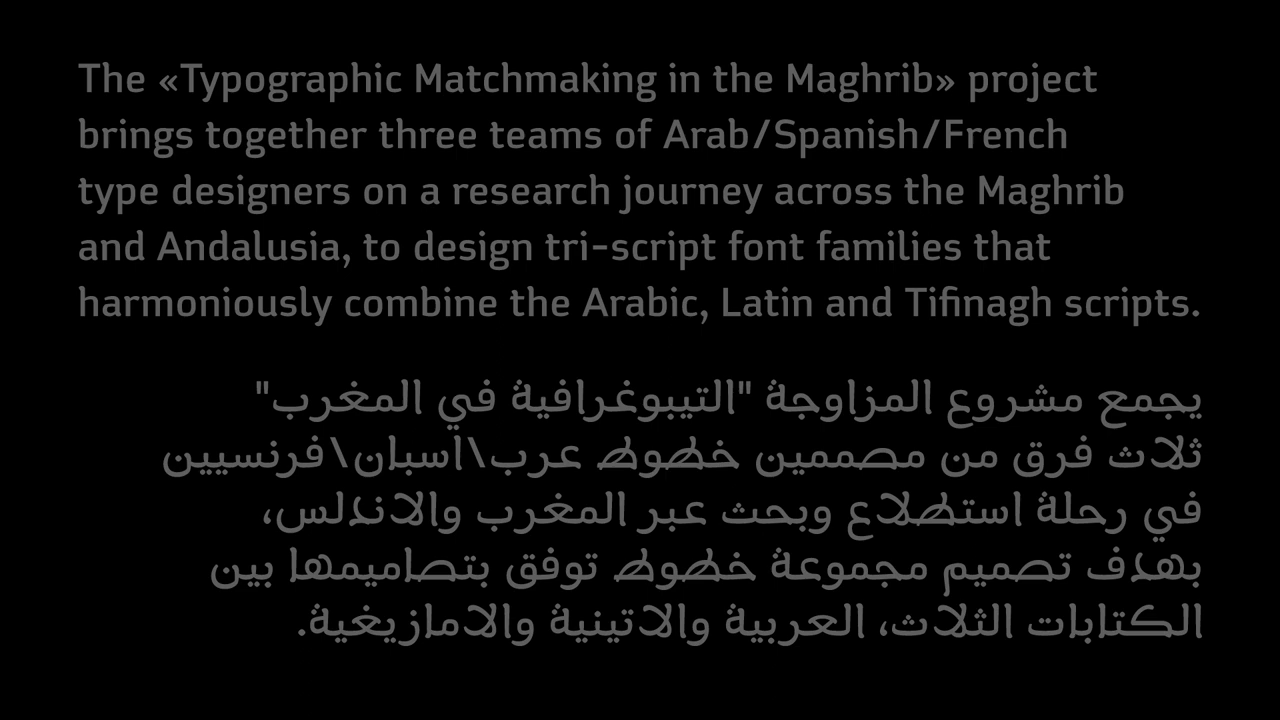 The «Typographic Matchmaking in the Maghrib» project
brings together three teams of Arab/Spanish/French
type designers on a research journey across the Maghrib
and Andalusia, to design tri-script font families that
harmoniously combine the Arabic, Latin and Tifinagh scripts.
يجمع مشروع المزاوجة "التيبوغرافية في المغرب"
ثلاث فرق من مصممين خطوط عرب\اسبان\فرنسيين
في رحلة استطلاع وبحث عبر المغرب والاندلس،
بهدف تصميم مجموعة خطوط توفق بتصاميمها بين
الكتابات الثلاث، العربية والاتينية والامازيغية.